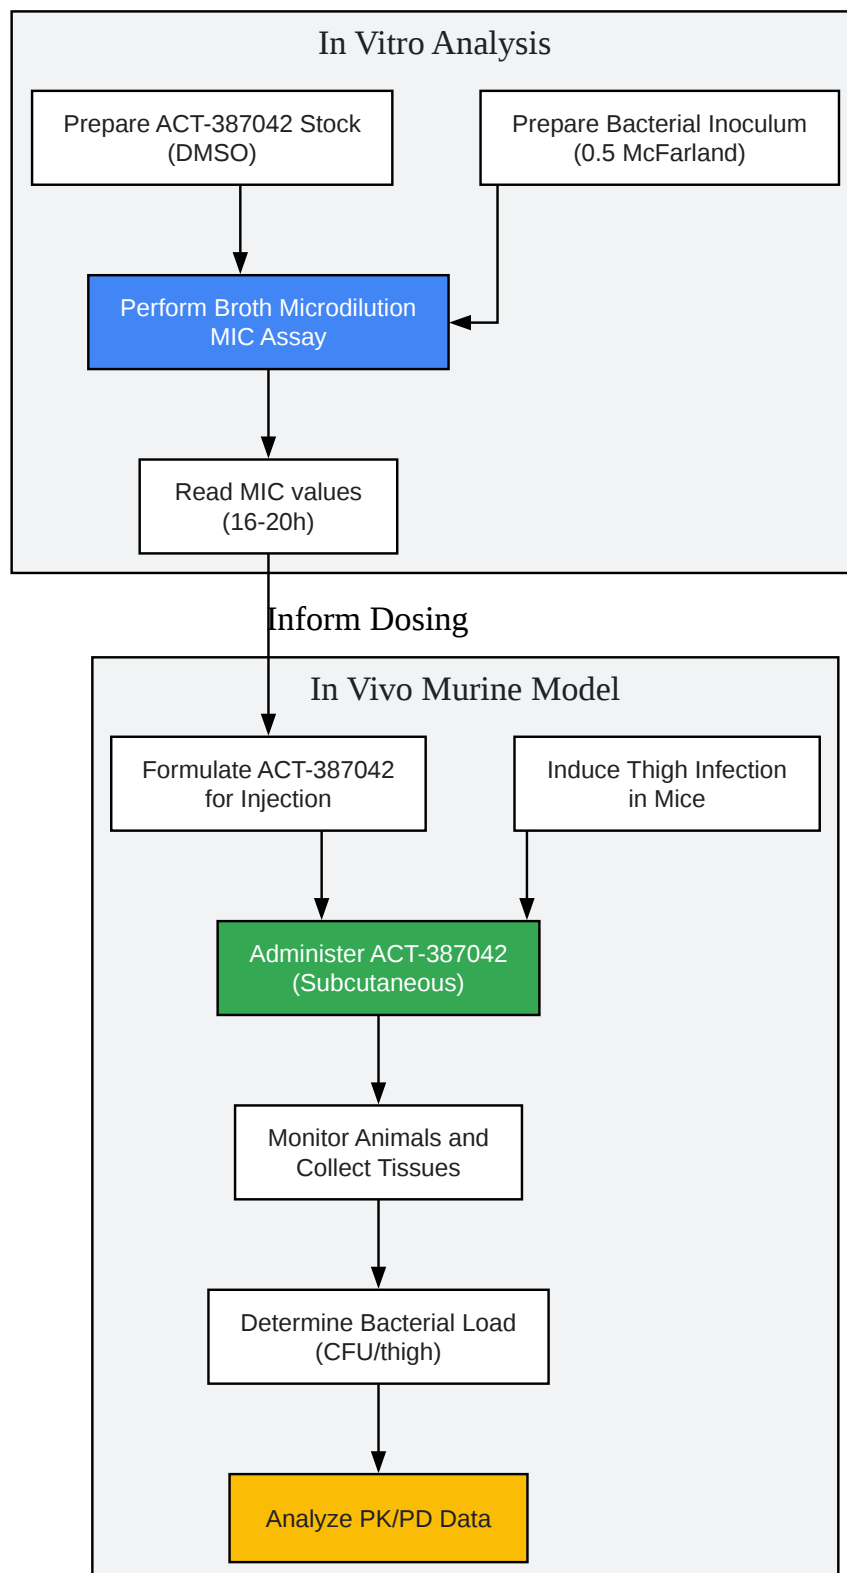 In Vitro Analysis
Prepare ACT-387042 Stock
(DMSO)
Prepare Bacterial Inoculum
(0.5 McFarland)
Perform Broth Microdilution
MIC Assay
Read MIC values
(16-20h)
Inform Dosing
In Vivo Murine Model
Formulate ACT-387042
for Injection
Induce Thigh Infection
in Mice
Administer ACT-387042
(Subcutaneous)
Monitor Animals and
Collect Tissues
Determine Bacterial Load
(CFU/thigh)
Analyze PK/PD Data